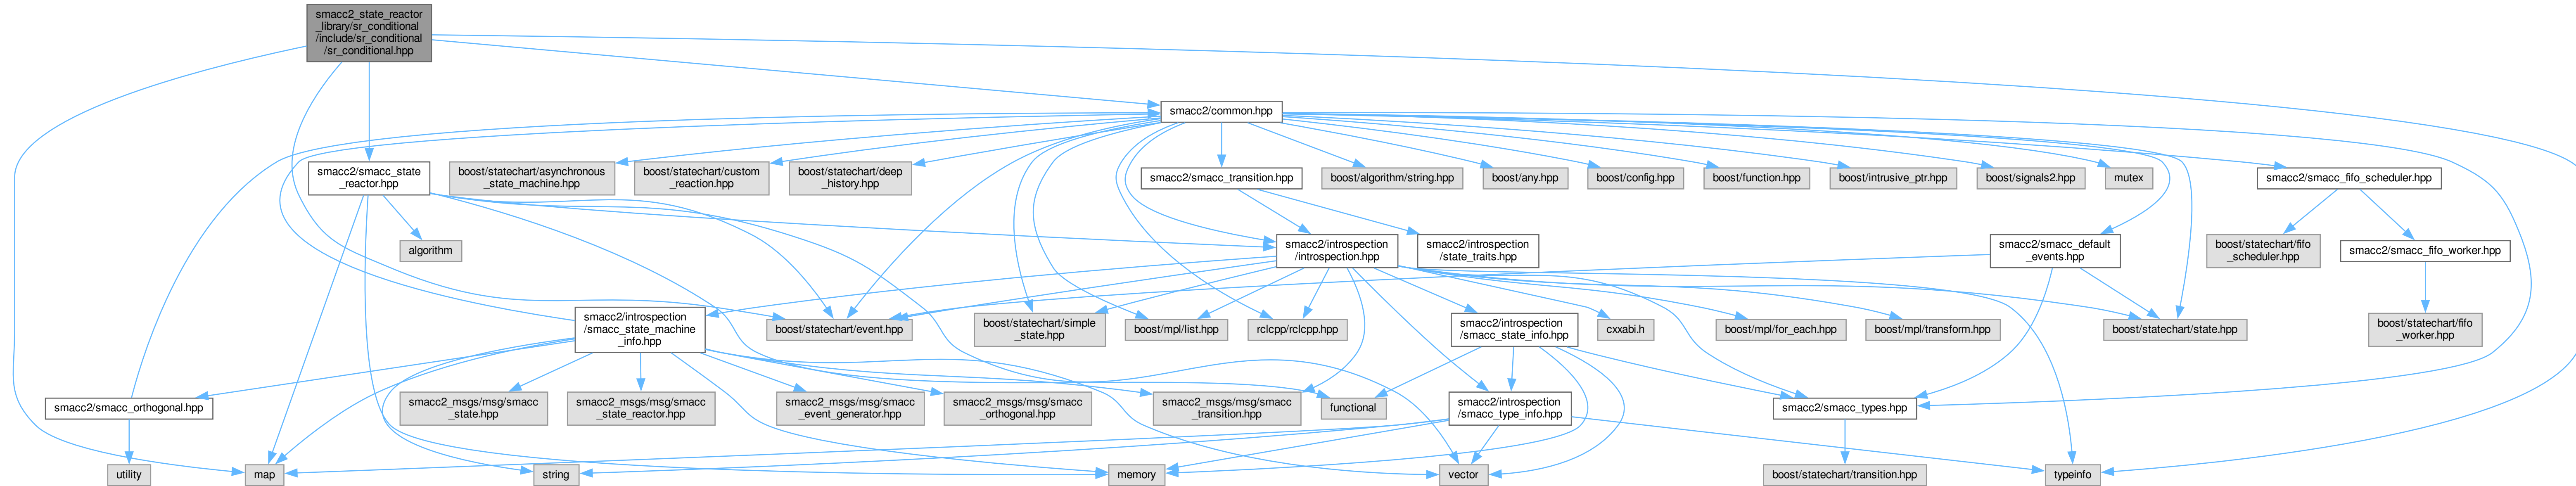 smacc2_state_reactor
_library/sr_conditional
/include/sr_conditional
/sr_conditional.hpp
smacc2/common.hpp
smacc2/smacc_state
_reactor.hpp
boost/statechart/asynchronous
_state_machine.hpp
boost/statechart/custom
_reaction.hpp
boost/statechart/deep
_history.hpp
smacc2/smacc_transition.hpp
boost/algorithm/string.hpp
boost/any.hpp
boost/config.hpp
boost/function.hpp
boost/intrusive_ptr.hpp
boost/signals2.hpp
mutex
smacc2/smacc_fifo_scheduler.hpp
algorithm
smacc2/introspection
/introspection.hpp
smacc2/introspection
/state_traits.hpp
smacc2/smacc_default
_events.hpp
boost/statechart/fifo
_scheduler.hpp
smacc2/smacc_fifo_worker.hpp
smacc2/introspection
/smacc_state_machine
_info.hpp
boost/statechart/event.hpp
boost/statechart/simple
_state.hpp
boost/mpl/list.hpp
rclcpp/rclcpp.hpp
smacc2/introspection
/smacc_state_info.hpp
cxxabi.h
boost/mpl/for_each.hpp
boost/mpl/transform.hpp
boost/statechart/state.hpp
boost/statechart/fifo
_worker.hpp
smacc2/smacc_orthogonal.hpp
smacc2_msgs/msg/smacc
_state.hpp
smacc2_msgs/msg/smacc
_state_reactor.hpp
smacc2_msgs/msg/smacc
_event_generator.hpp
smacc2_msgs/msg/smacc
_orthogonal.hpp
smacc2_msgs/msg/smacc
_transition.hpp
functional
smacc2/introspection
/smacc_type_info.hpp
smacc2/smacc_types.hpp
utility
map
string
memory
vector
boost/statechart/transition.hpp
typeinfo